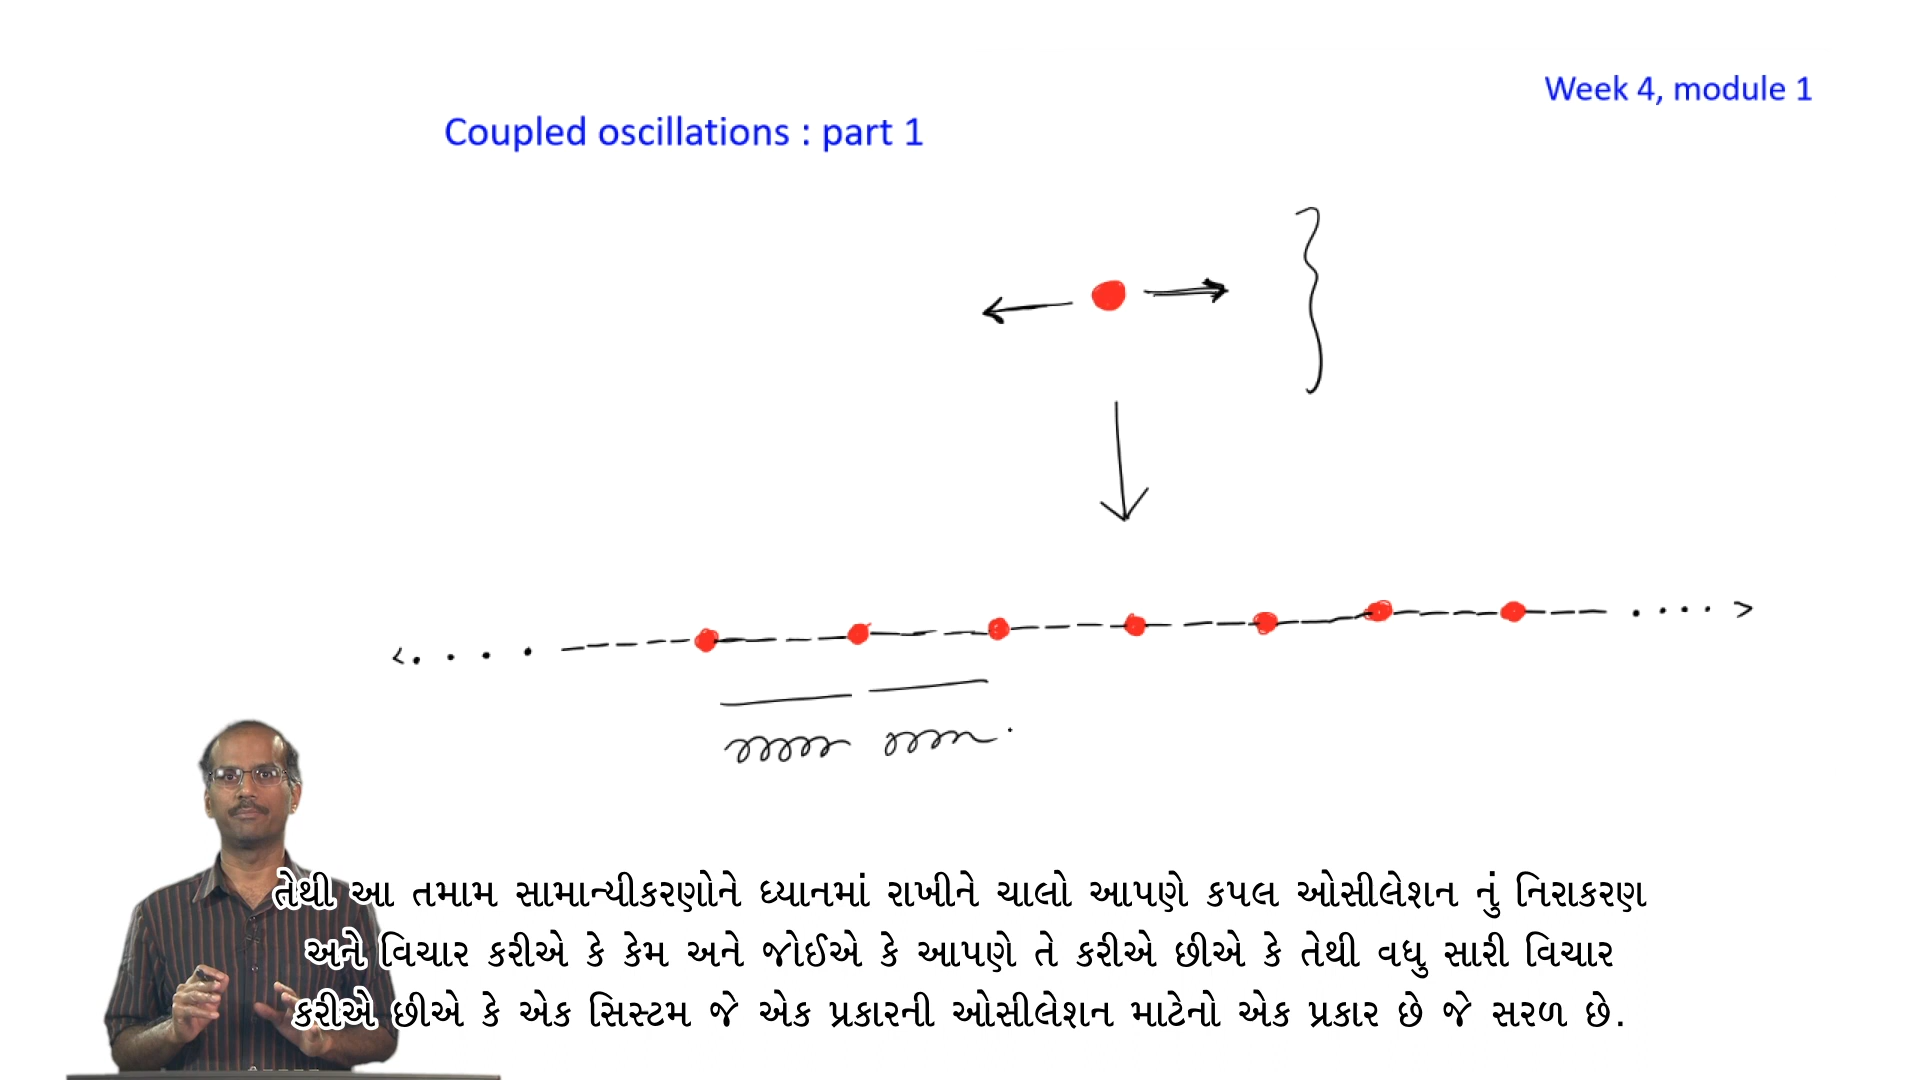 Week 4, module 1
Coupled oscillations : part 1
તેથી આ તમામ સામાન્યીકરણોને ધ્યાનમાં રાખીને ચાલો આપણે કપલ ઓસીલેશન નું નિરાકરણ
અને વિચાર કરીએ કે કેમ અને જોઈએ કે આપણે તે કરીએ છીએ કે તેથી વધુ સારી વિચાર
કરીએ છીએ કે એક સિસ્ટમ જે એક પ્રકારની ઓસીલેશન માટેનો એક પ્રકાર છે જે સરળ છે.